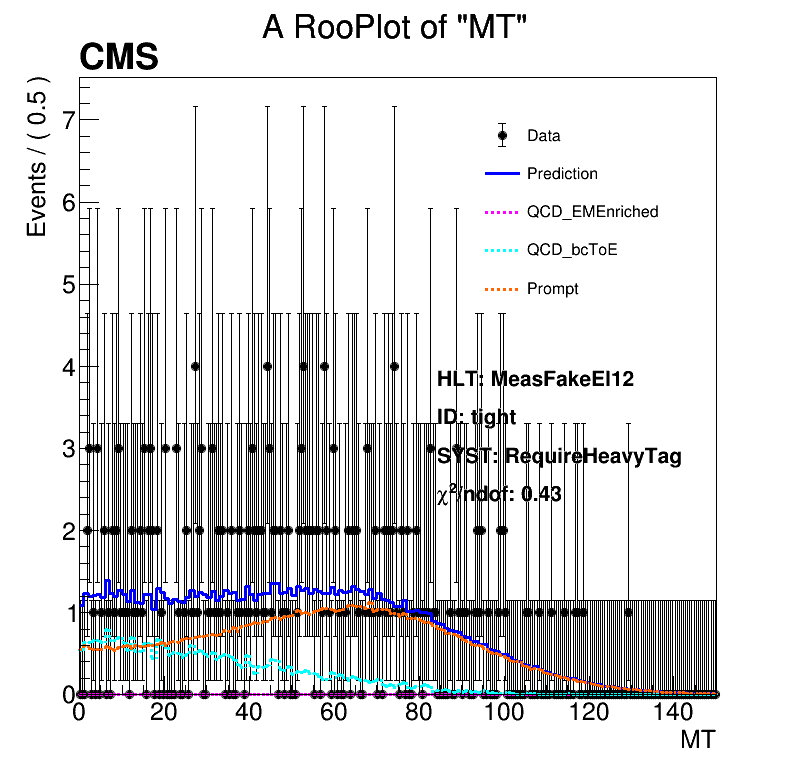 A RooPlot of "MT"
CMS
Events / ( 0.5 )
7
6
5
4
3
2
1
0
Data
Prediction
QCD_EMEnriched
QCD_bcToE
Prompt
HLT: MeasFakeEl12
ID: tight
SYST: RequireHeavyTag
χ²/ndof: 0.43
0 20 40 60 80 100 120 140
MT